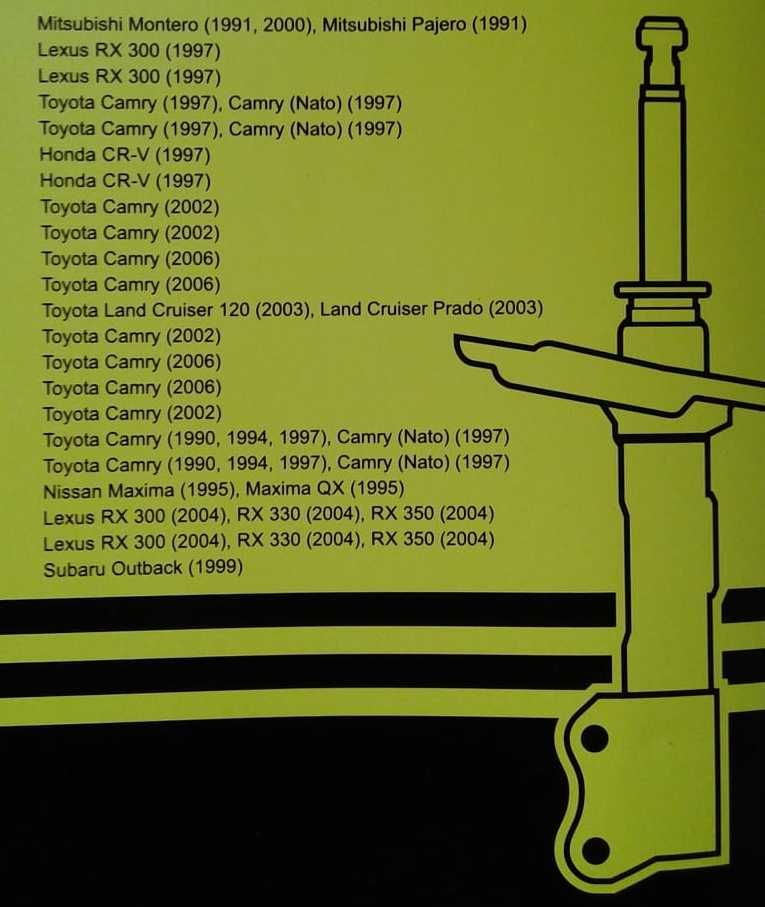 Mitsubishi Montero (1991, 2000), Mitsubishi Pajero (1991)
Lexus RX 300 (1997)
Lexus RX 300 (1997)
Toyota Camry (1997), Camry (Nato) (1997)
Toyota Camry (1997), Camry (Nato) (1997)
Honda CR-V (1997)
Honda CR-V (1997)
Toyota Camry (2002)
Toyota Camry (2002)
Toyota Camry (2006)
Toyota Camry (2006)
Toyota Land Cruiser 120 (2003), Land Cruiser Prado (2003)
Toyota Camry (2002)
Toyota Camry (2006)
Toyota Camry (2006)
Toyota Camry (2002)
Toyota Camry (1990, 1994, 1997), Camry (Nato) (1997)
Toyota Camry (1990, 1994, 1997), Camry (Nato) (1997)
Nissan Maxima (1995), Maxima QX (1995)
Lexus RX 300 (2004), RX 330 (2004), RX 350 (2004)
Lexus RX 300 (2004), RX 330 (2004), RX 350 (2004)
Subaru Outback (1999)